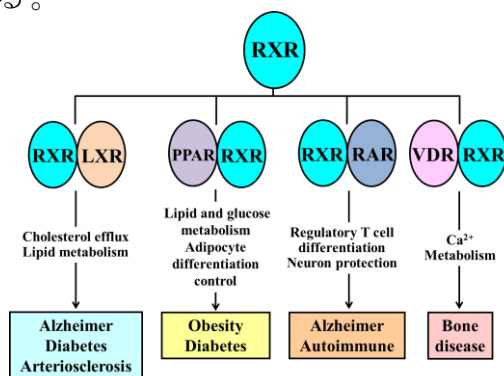 る。
RXR
RXR LXR
PPAR RXR
RXR RAR
VDR RXR
Cholesterol efflux
Lipid metabolism
Lipid and glucose
metabolism
Adipocyte
differentiation
control
Regulatory T cell
differentiation
Neuron protection
Ca²⁺
Metabolism
Alzheimer
Diabetes
Arteriosclerosis
Obesity
Diabetes
Alzheimer
Autoimmune
Bone
disease